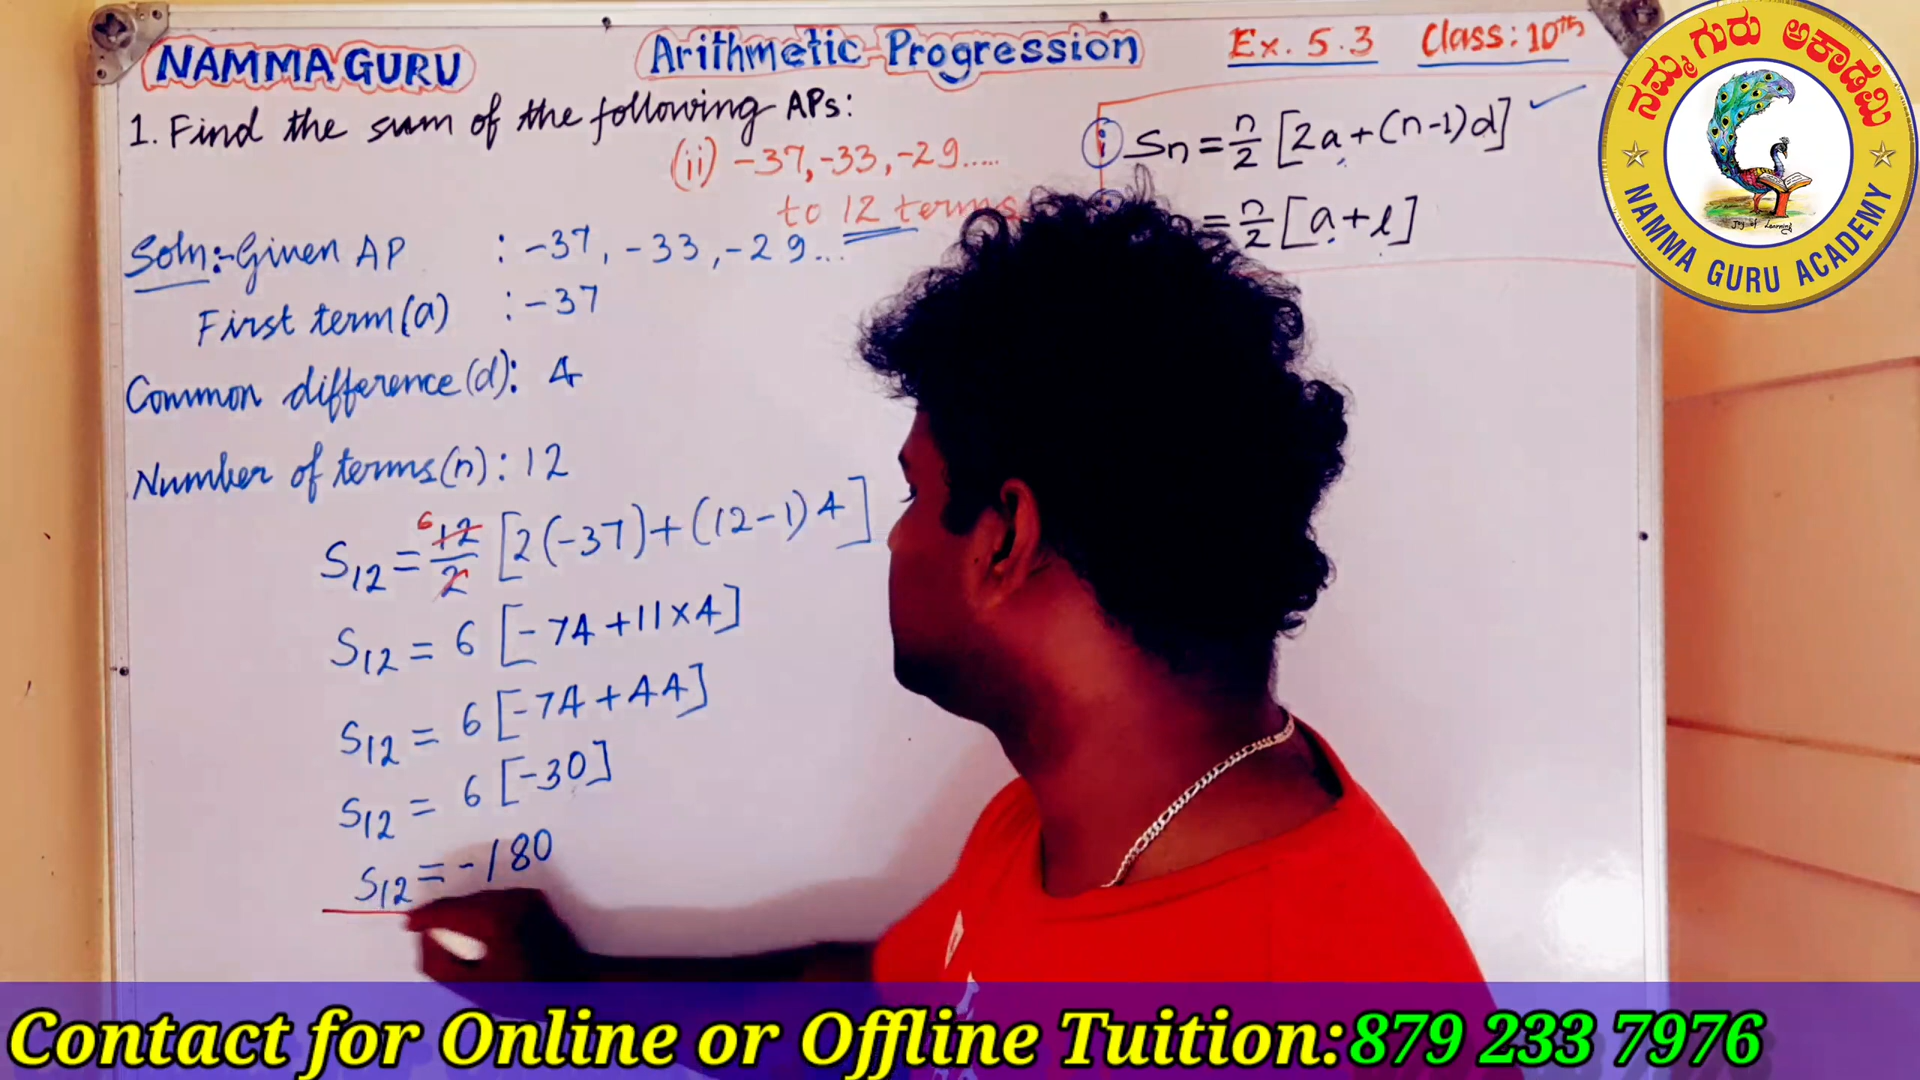 NAMMA GURU
Arithmetic Progression
Ex. 5.3 Class: 10th
1. Find the sum of the following APs:
(ii) -37, -33, -29.....
to 12 terms
(i) Sn = n/2 [2a + (n-1)d] ✓
= n/2 [a + l]
Soln:- Given AP : -37, -33, -29...
First term(a) : -37
Common difference(d): 4
Number of terms(n): 12
S12 = 12/2 [2(-37) + (12-1)4]
6
S12 = 6 [-74 + 11×4]
S12 = 6 [-74 + 44]
S12 = 6 [-30]
S12 = -180
ನಮ್ಮ ಗುರು ಅಕಾಡೆಮಿ
NAMMA GURU ACADEMY
Joy of Learning
Contact for Online or Offline Tuition:879 233 7976